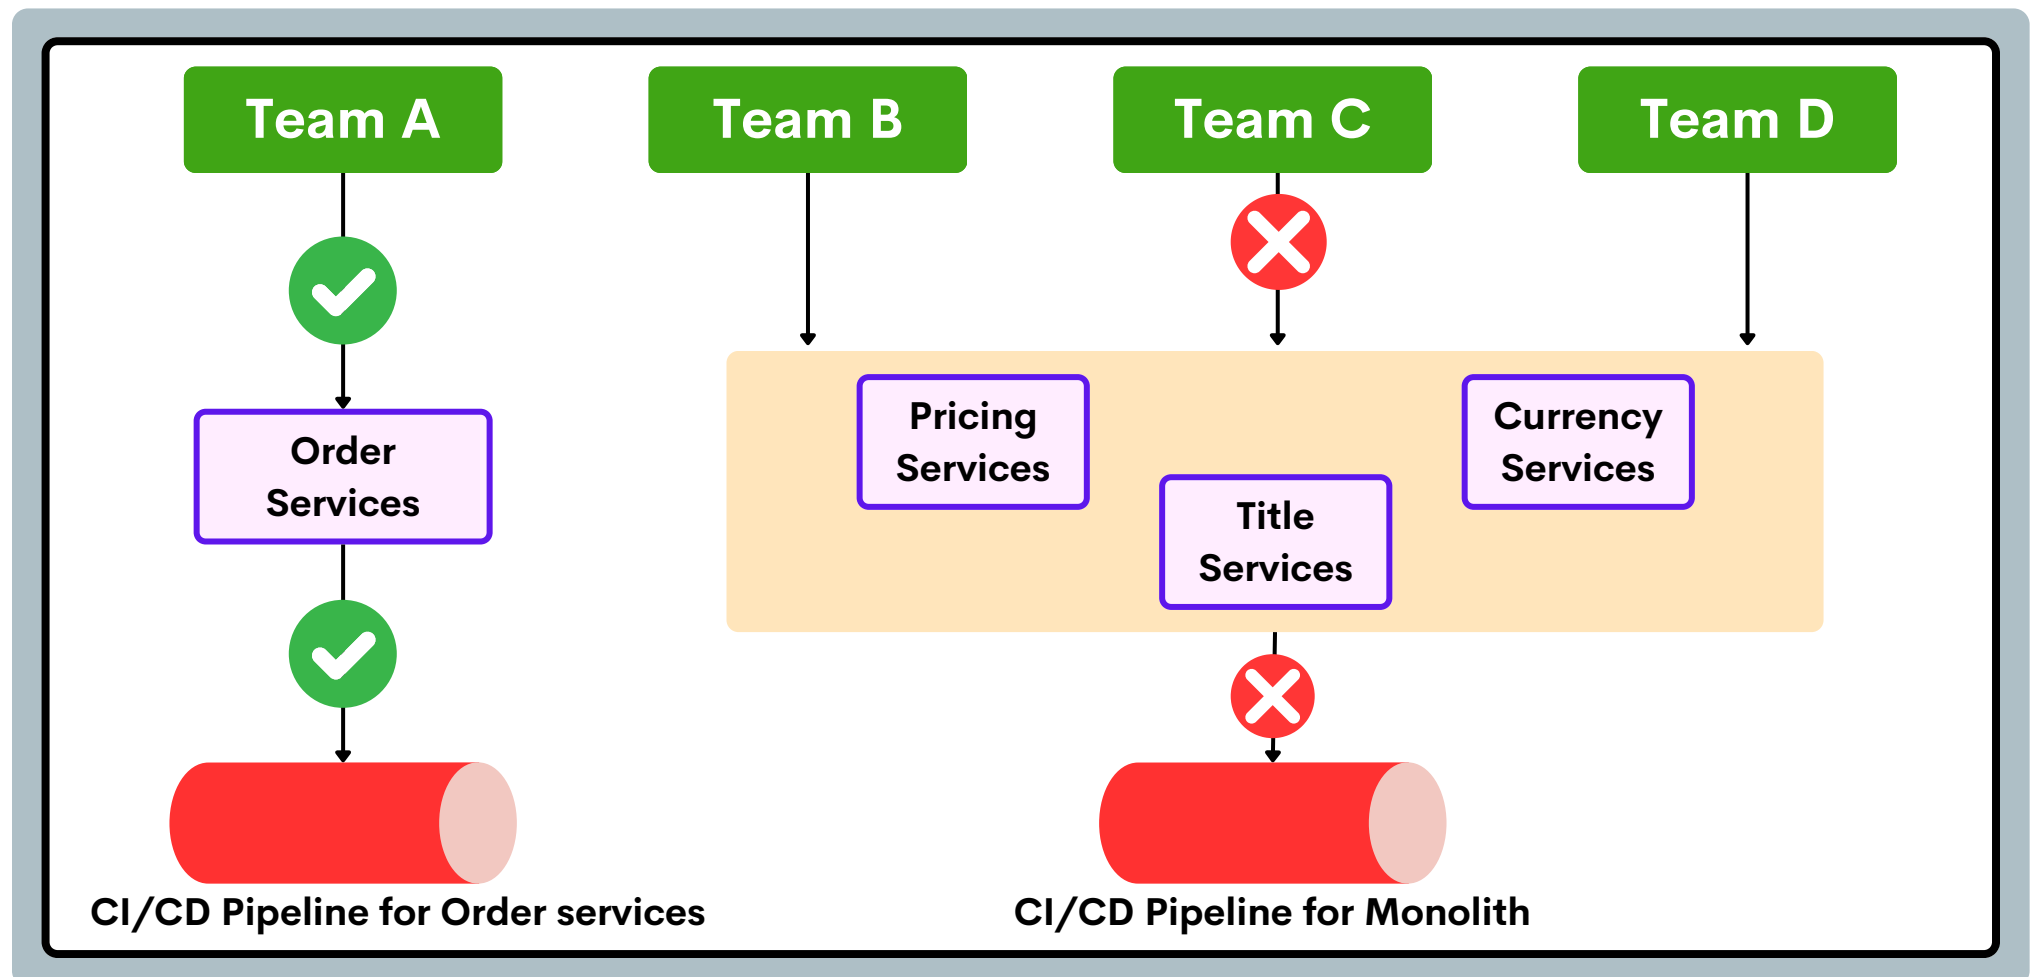 Team A
Team B
Team C
Team D
Order
Services
Pricing
Services
Title
Services
Currency
Services
CI/CD Pipeline for Order services
CI/CD Pipeline for Monolith